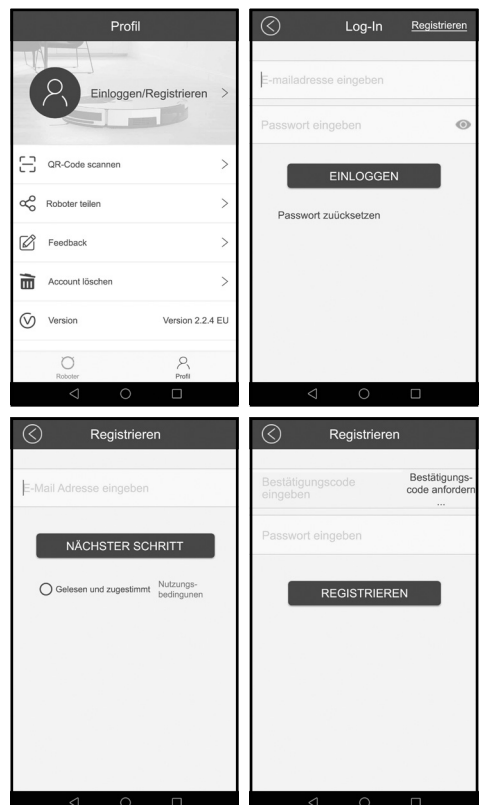 Profil
Einloggen/Registrieren >
QR-Code scannen >
Roboter teilen >
Feedback >
Account löschen >
Version Version 2.2.4 EU
Roboter Profil
Log-In Registrieren
E-mailadresse eingeben
Passwort eingeben
EINLOGGEN
Passwort zuücksetzen
Registrieren
E-Mail Adresse eingeben
NÄCHSTER SCHRITT
Gelesen und zugestimmt Nutzungs-
bedingunen
Registrieren
Bestätigungscode
eingeben
Bestätigungs-
code anfordern
...
Passwort eingeben
REGISTRIEREN